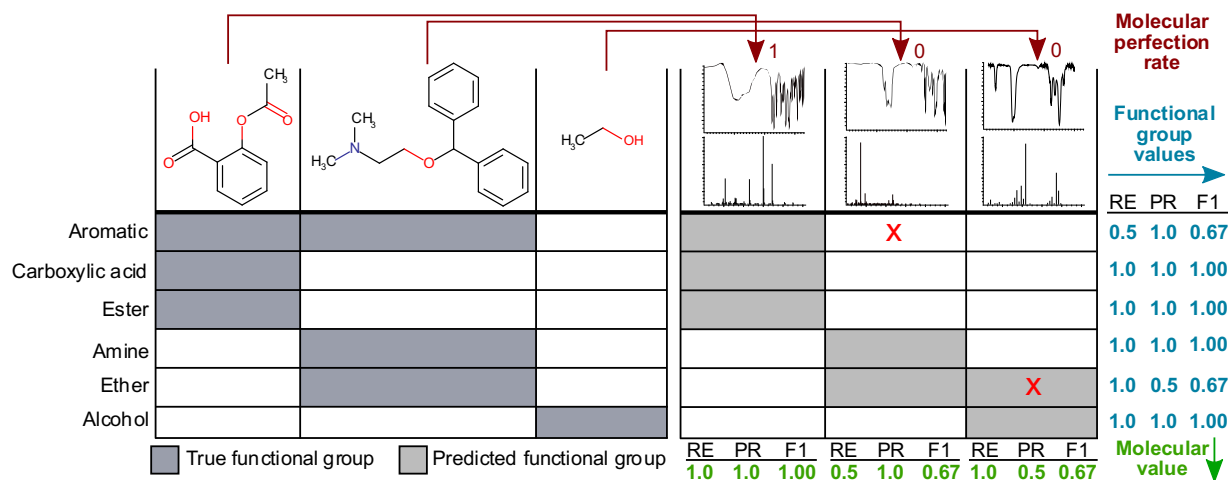 1
0
0
Molecular
perfection
rate
CH₃
OH
O
O
O
CH₃
H₃C
N
O
H₃C
OH
Functional
group
values
RE PR F1
Aromatic
X
0.5 1.0 0.67
Carboxylic acid
1.0 1.0 1.00
Ester
1.0 1.0 1.00
Amine
1.0 1.0 1.00
Ether
X
1.0 0.5 0.67
Alcohol
1.0 1.0 1.00
True functional group
Predicted functional group
RE PR F1
1.0 1.0 1.00
RE PR F1
0.5 1.0 0.67
RE PR F1
1.0 0.5 0.67
Molecular
value